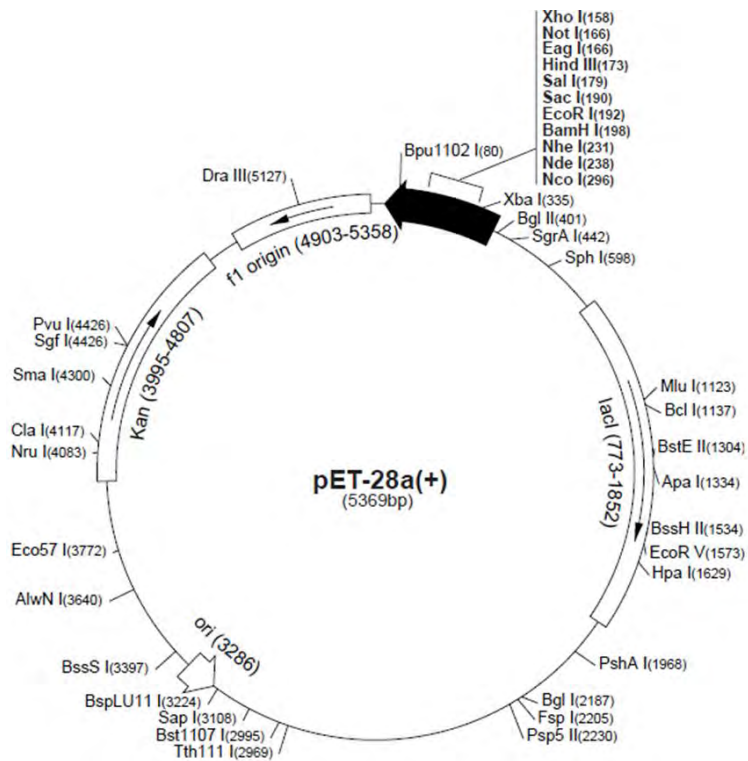 Xho I(158)
Not I(166)
Eag I(166)
Hind III(173)
Sal I(179)
Sac I(190)
EcoR I(192)
BamH I(198)
Nhe I(231)
Nde I(238)
Nco I(296)
Bpu1102 I(80)
Dra III(5127)
Xba I(335)
Bgl II(401)
SgrA I(442)
Sph I(598)
f1 origin (4903-5358)
Pvu I(4426)
Sgf I(4426)
Sma I(4300)
Kan (3995-4807)
Cla I(4117)
Nru I(4083)
Mlu I(1123)
Bcl I(1137)
BstE II(1304)
Apa I(1334)
lacI (773-1852)
BssH II(1534)
EcoR V(1573)
Hpa I(1629)
pET-28a(+)
(5369bp)
Eco57 I(3772)
AlwN I(3640)
ori (3286)
BssS I(3397)
BspLU11 I(3224)
Sap I(3108)
Bst1107 I(2995)
Tth111 I(2969)
PshA I(1968)
Bgl I(2187)
Fsp I(2205)
Psp5 II(2230)